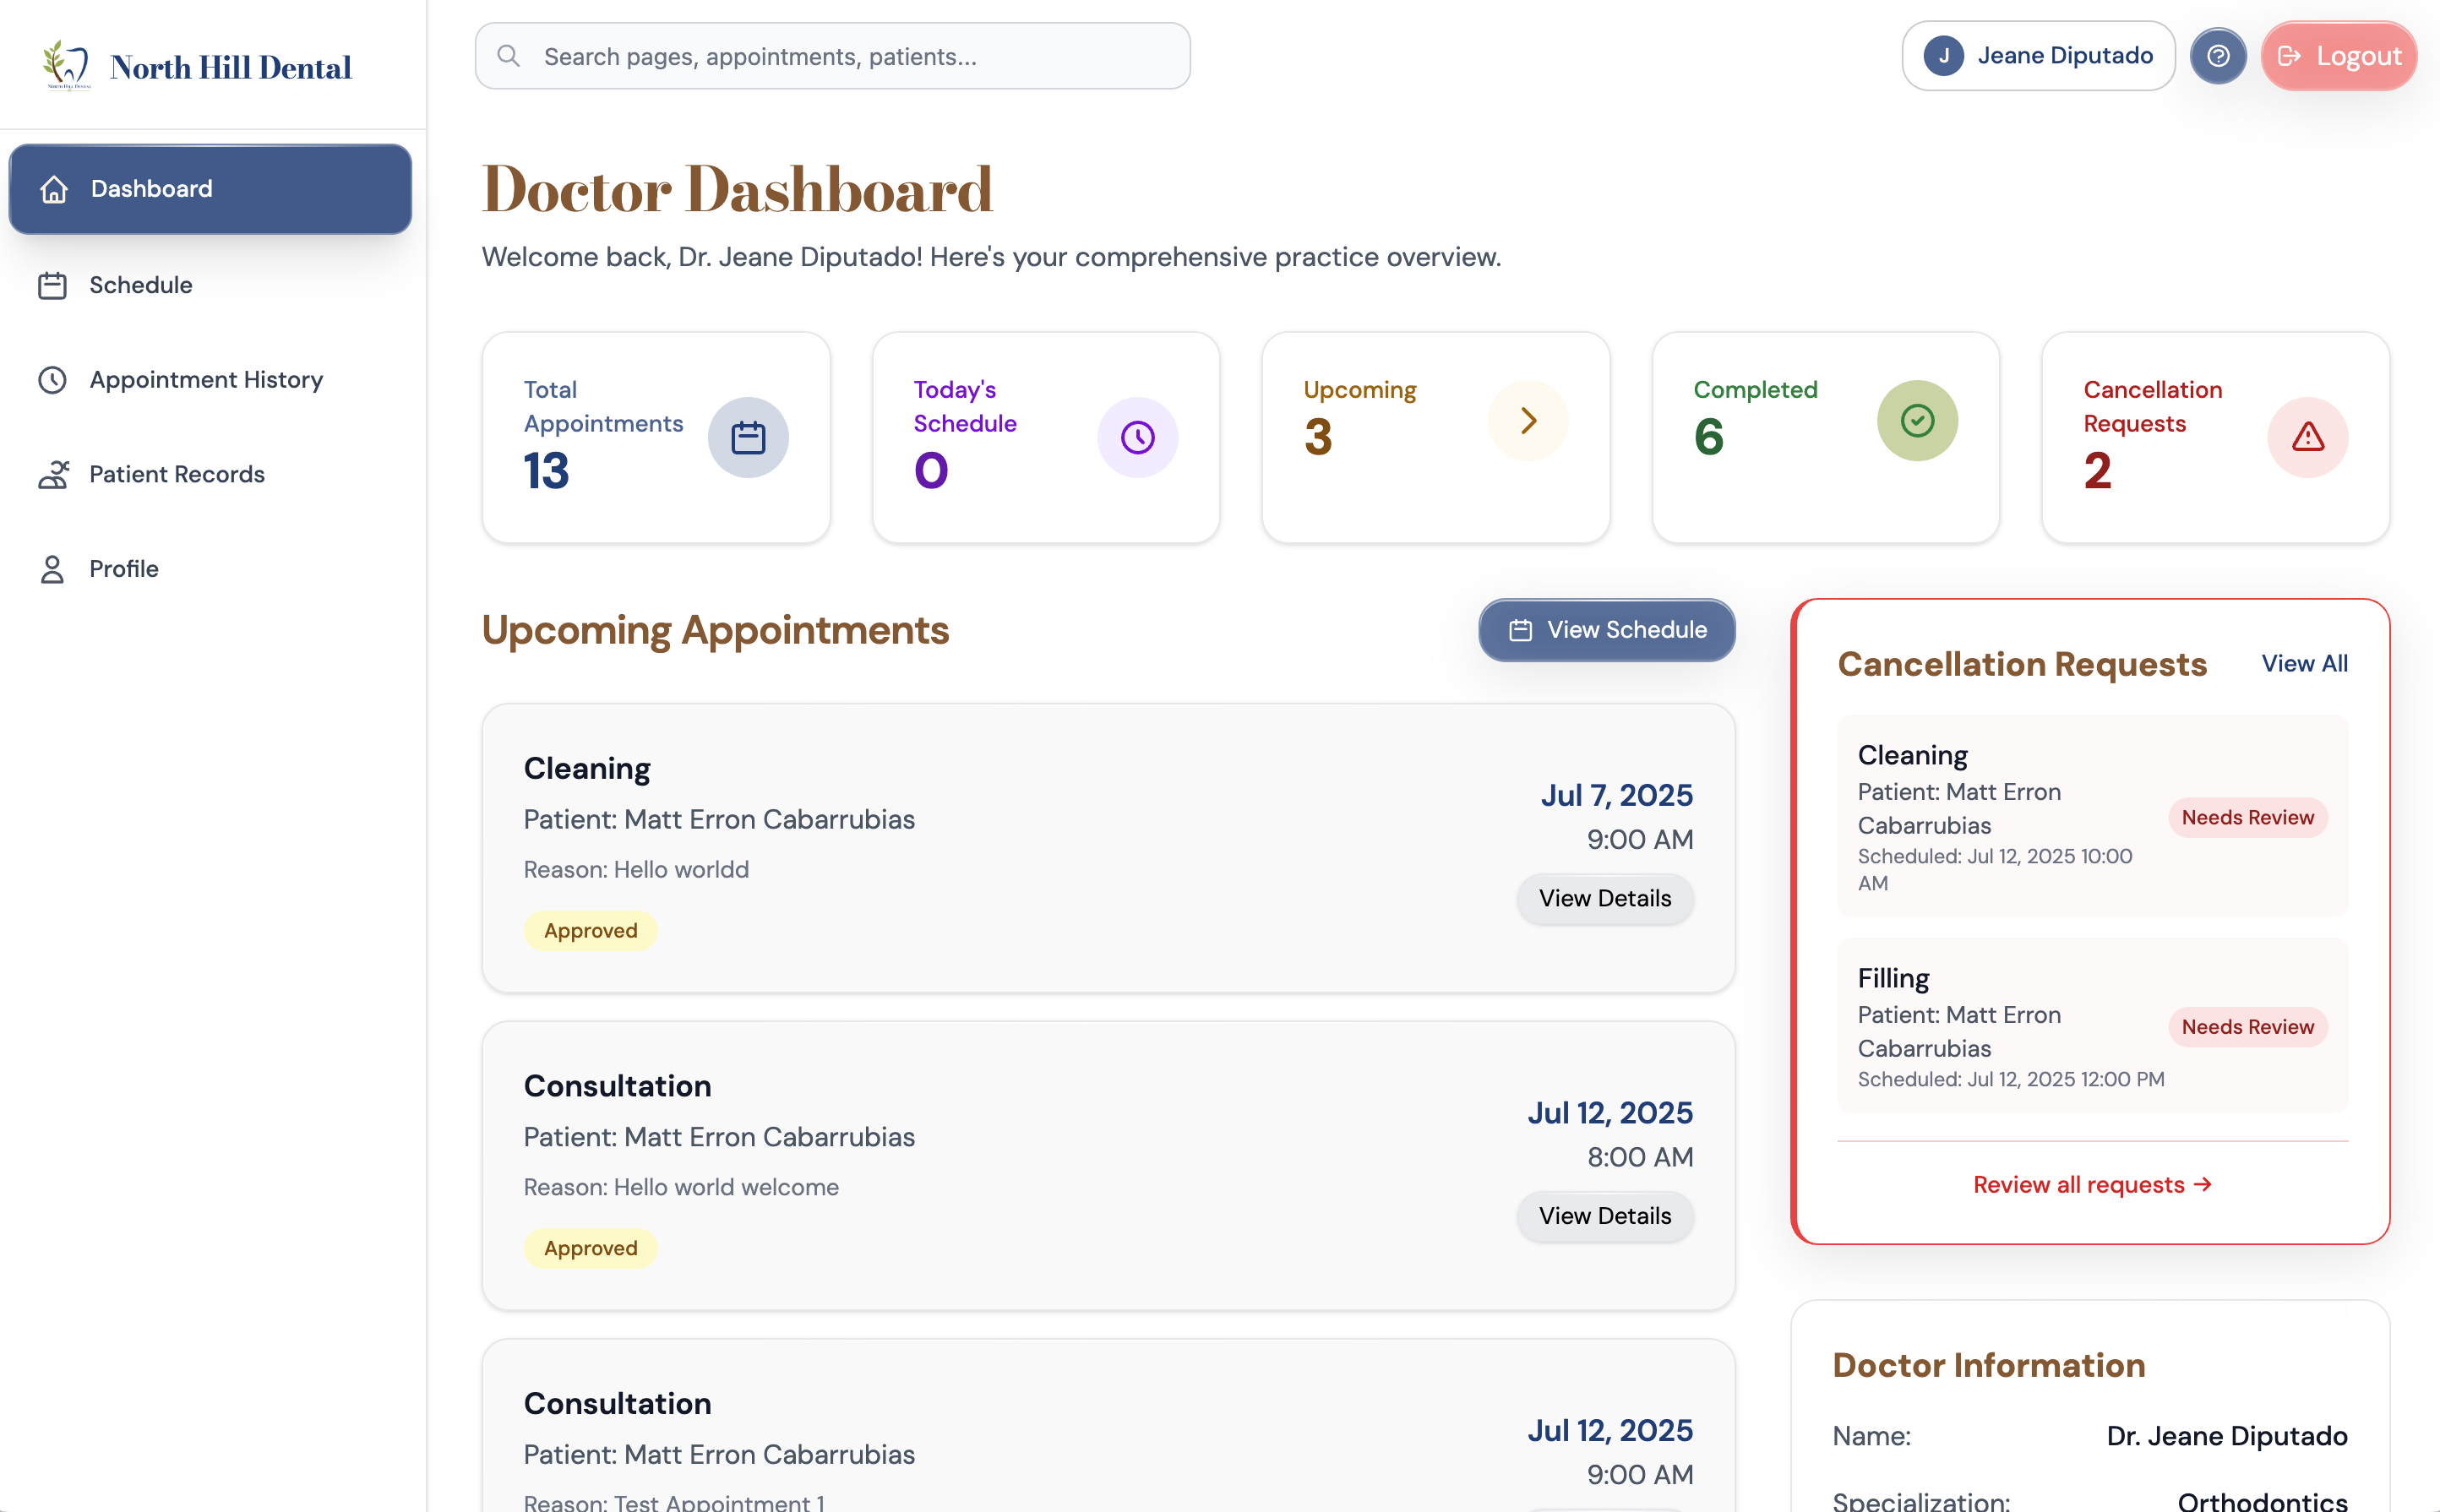 North Hill Dental
Search pages, appointments, patients...
J
Jeane Diputado
Logout
Dashboard
Schedule
Appointment History
Patient Records
Profile
Doctor Dashboard
Welcome back, Dr. Jeane Diputado! Here's your comprehensive practice overview.
Total
Appointments
13
Today's
Schedule
0
Upcoming
3
Completed
6
Cancellation
Requests
2
Upcoming Appointments
View Schedule
Cleaning
Patient: Matt Erron Cabarrubias
Reason: Hello worldd
Approved
Jul 7, 2025
9:00 AM
View Details
Consultation
Patient: Matt Erron Cabarrubias
Reason: Hello world welcome
Approved
Jul 12, 2025
8:00 AM
View Details
Consultation
Patient: Matt Erron Cabarrubias
Reason: Test Appointment 1
Jul 12, 2025
9:00 AM
Cancellation Requests
View All
Cleaning
Patient: Matt Erron
Cabarrubias
Scheduled: Jul 12, 2025 10:00
AM
Needs Review
Filling
Patient: Matt Erron
Cabarrubias
Scheduled: Jul 12, 2025 12:00 PM
Needs Review
Review all requests →
Doctor Information
Name:
Dr. Jeane Diputado
Specialization:
Orthodontics